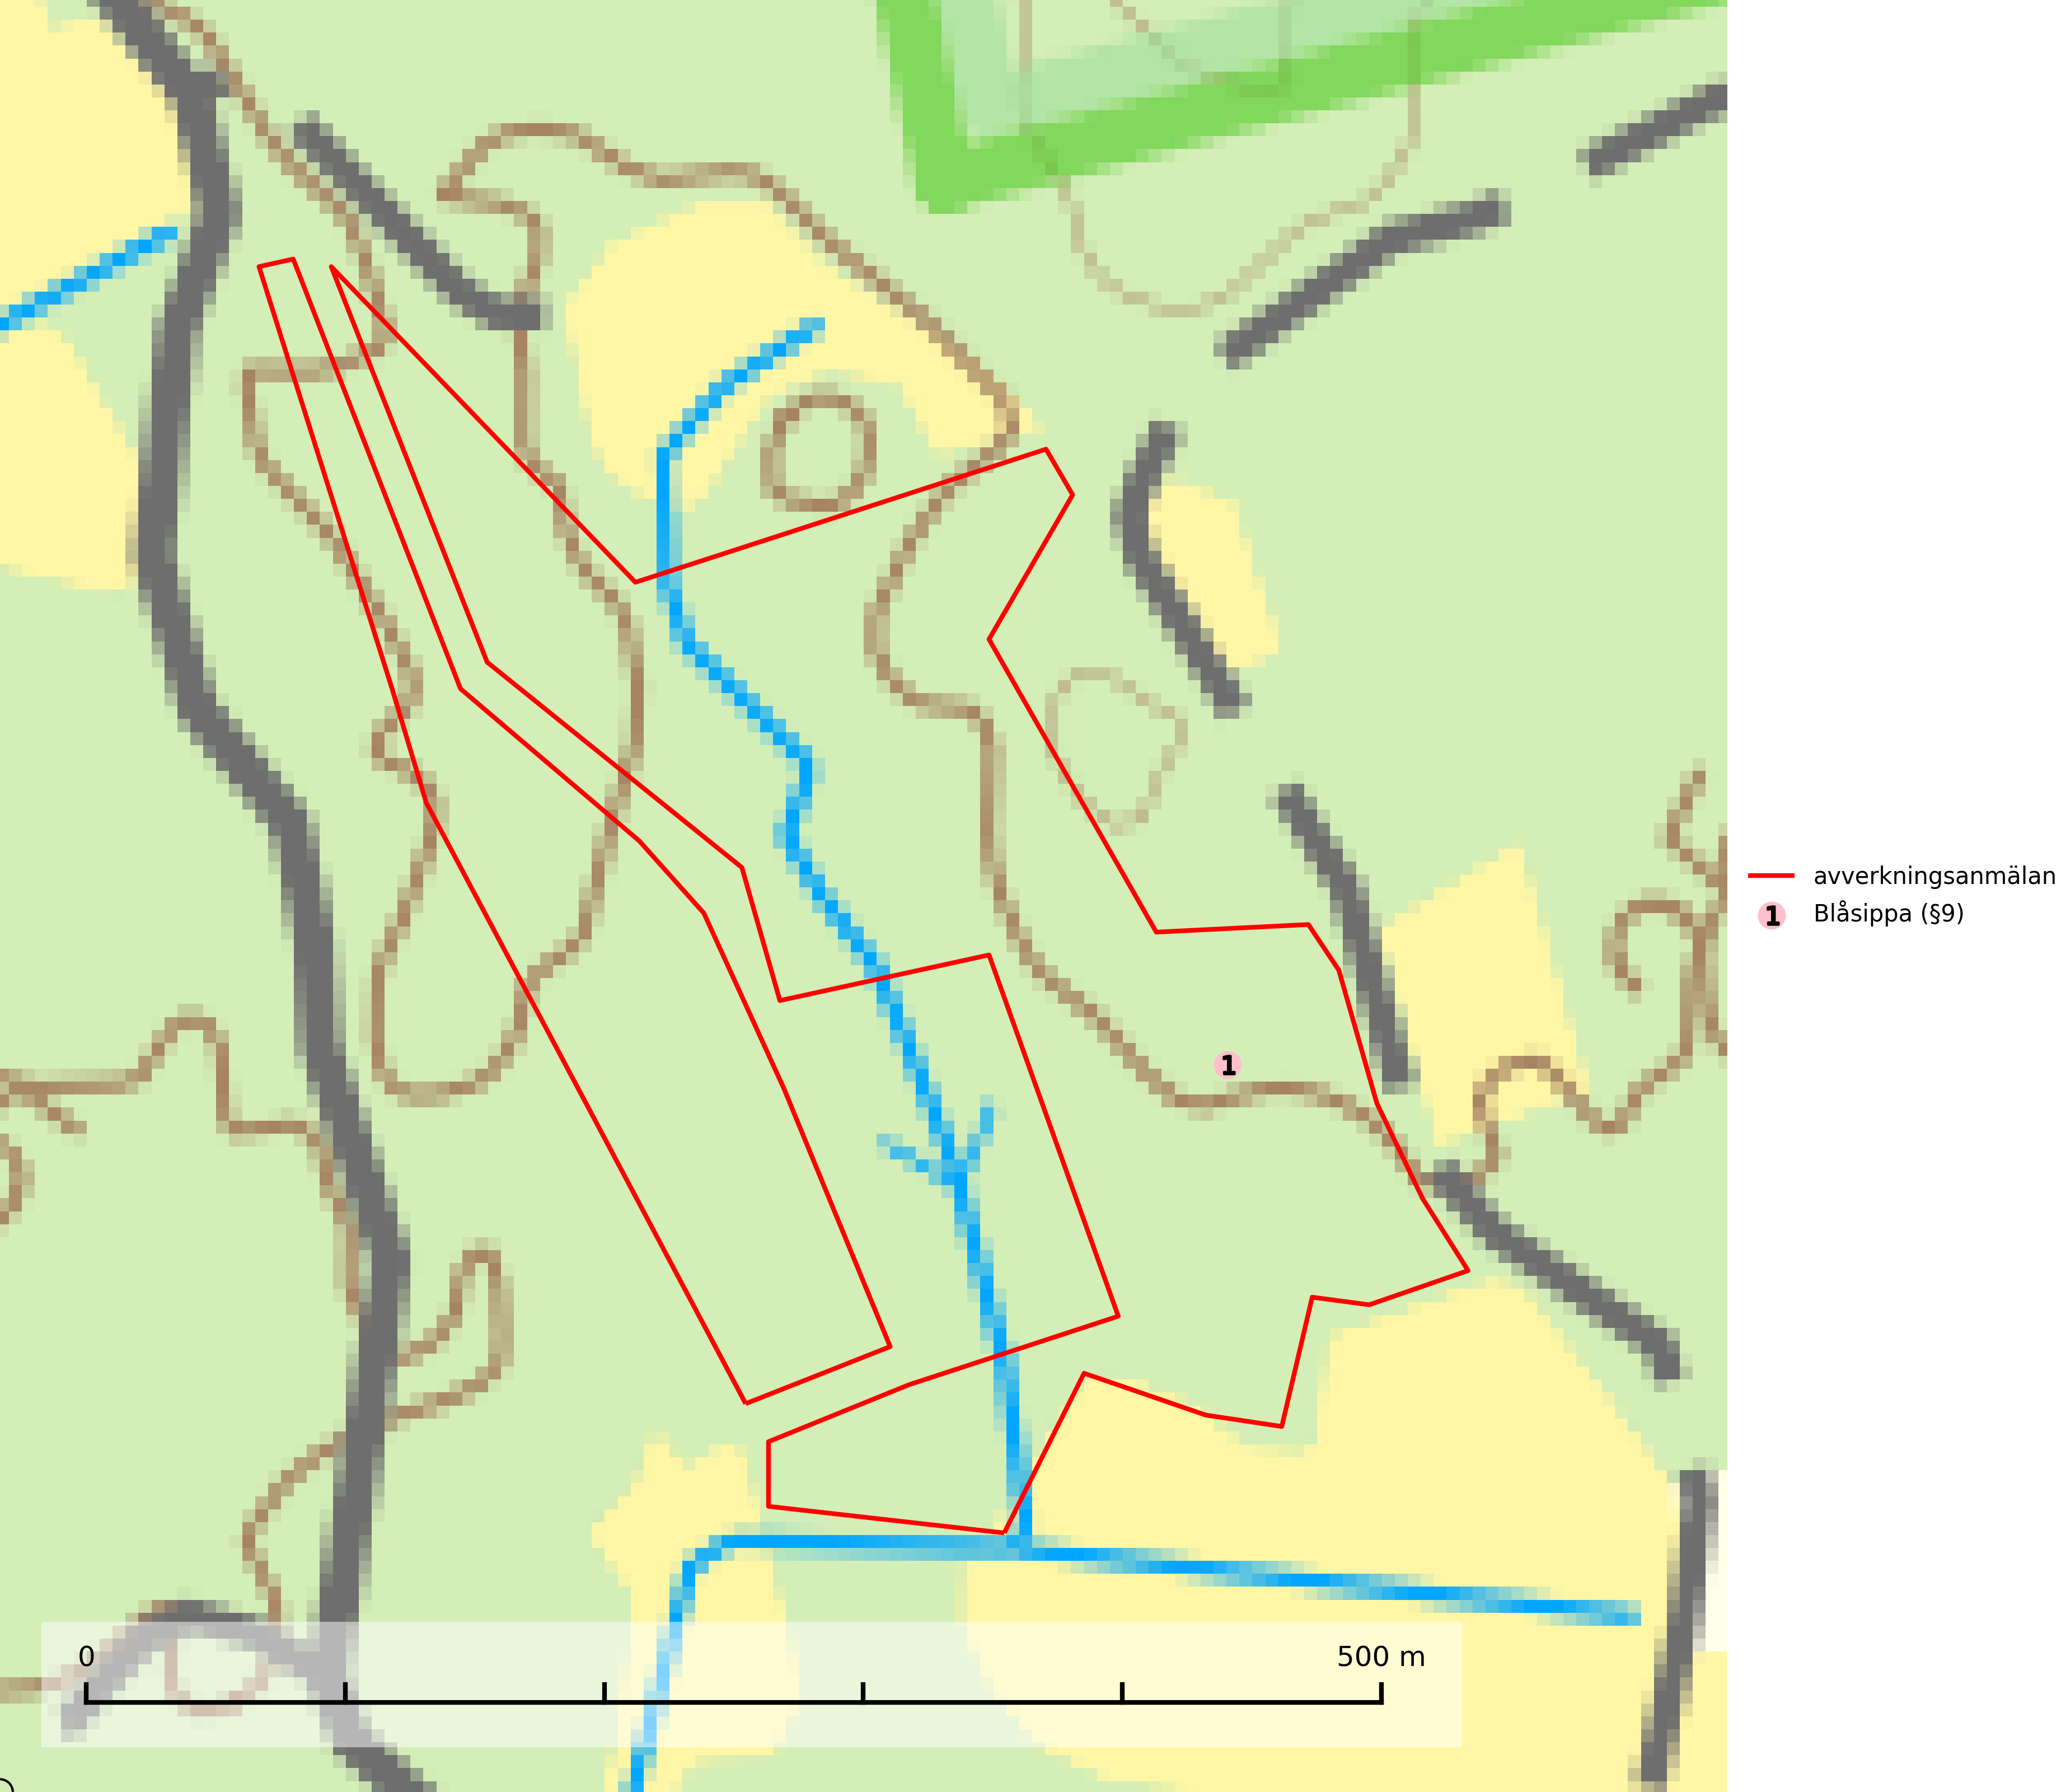 1
avverkningsanmälan
1 Blåsippa (§9)
0 500 m